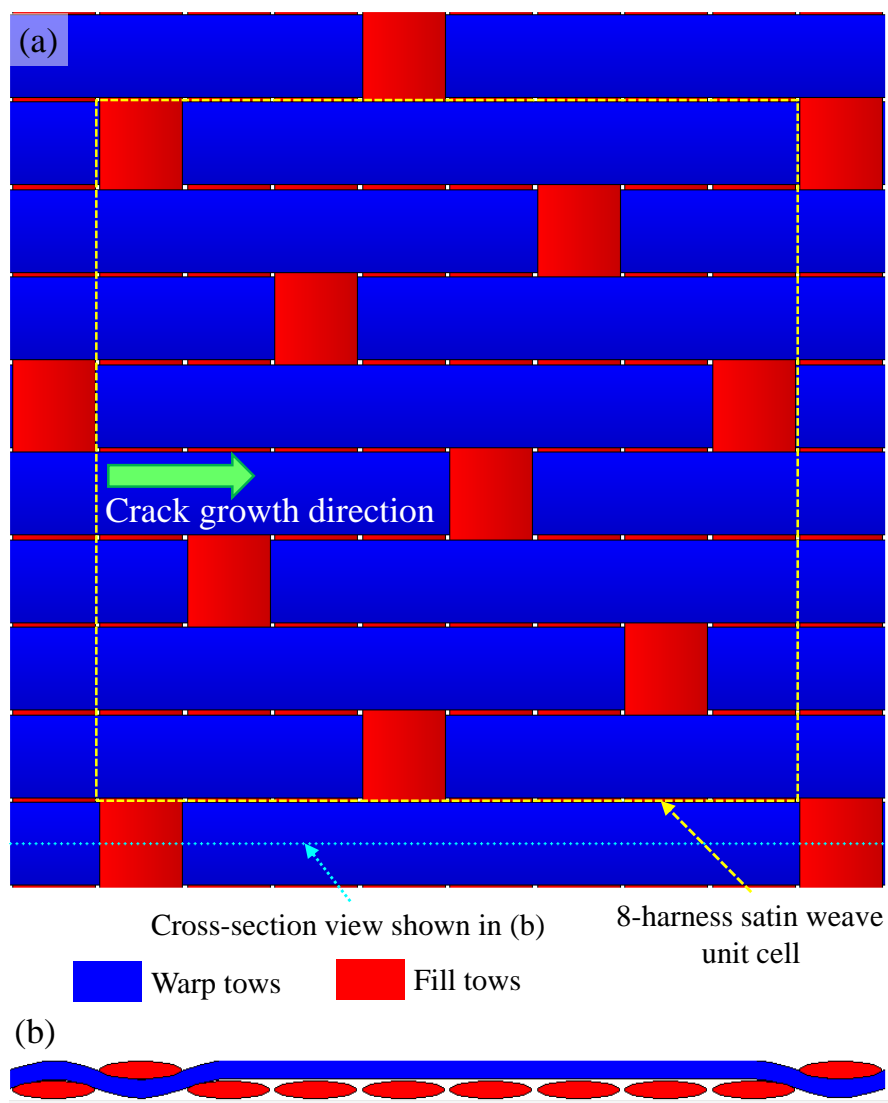 (a)
Crack growth direction
Cross-section view shown in (b)
8-harness satin weave
unit cell
Warp tows
Fill tows
(b)